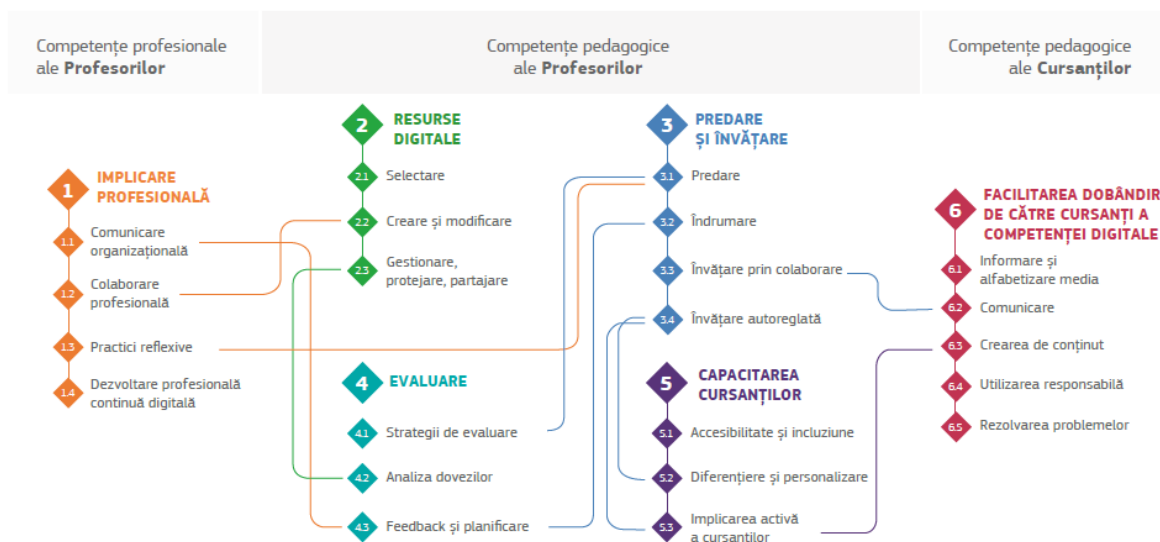 Competențe profesionale
ale Profesorilor
Competențe pedagogice
ale Profesorilor
Competențe pedagogice
ale Cursanților
1
IMPLICARE
PROFESIONALĂ
1.1
Comunicare
organizațională
1.2
Colaborare
profesională
1.3
Practici reflexive
1.4
Dezvoltare profesională
continuă digitală
2
RESURSE
DIGITALE
2.1
Selectare
2.2
Creare și modificare
2.3
Gestionare,
protejare, partajare
3
PREDARE
ȘI ÎNVĂȚARE
3.1
Predare
3.2
Îndrumare
3.3
Învățare prin colaborare
3.4
Învățare autoreglată
4
EVALUARE
4.1
Strategii de evaluare
4.2
Analiza dovezilor
4.3
Feedback și planificare
5
CAPACITAREA
CURSANȚILOR
5.1
Accesibilitate și incluziune
5.2
Diferențiere și personalizare
5.3
Implicarea activă
a cursanților
6
FACILITAREA DOBÂNDIR
DE CĂTRE CURSANȚI A
COMPETENȚEI DIGITALE
6.1
Informare și
alfabetizare media
6.2
Comunicare
6.3
Crearea de conținut
6.4
Utilizarea responsabilă
6.5
Rezolvarea problemelor